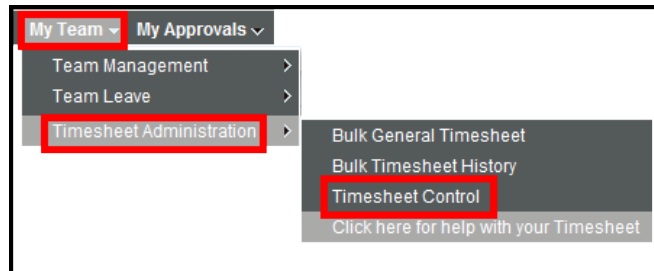 My Team My Approvals
Team Management
Team Leave
Timesheet Administration
Bulk General Timesheet
Bulk Timesheet History
Timesheet Control
Click here for help with your Timesheet